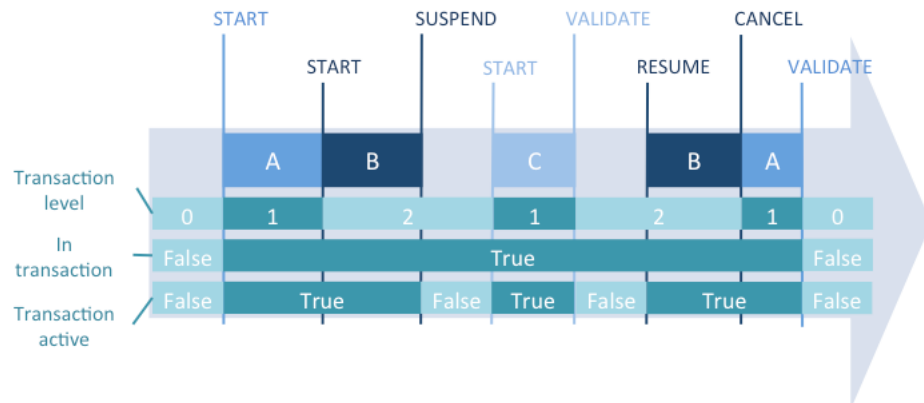 START
SUSPEND
VALIDATE
CANCEL
START
START
RESUME
VALIDATE
A
B
C
B
A
Transaction
level
0
1
2
1
2
1
0
In
transaction
False
True
False
Transaction
active
False
True
False
True
False
True
False